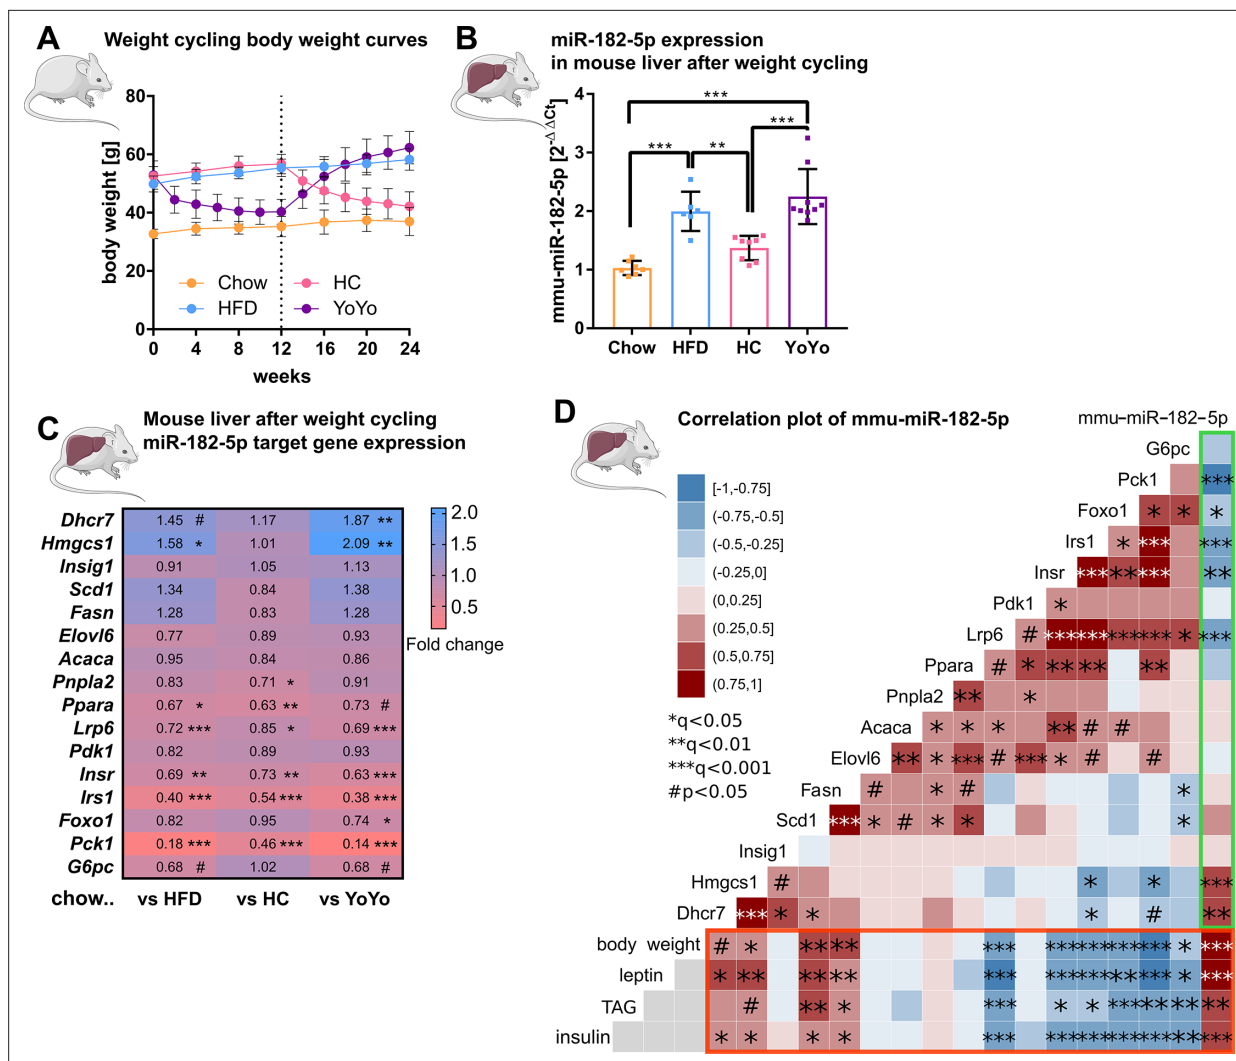 A
Weight cycling body weight curves
body weight [g]
80
60
40
20
0
0 4 8 12 16 20 24
weeks
Chow
HC
HFD
YoYo
B
miR-182-5p expression
in mouse liver after weight cycling
mmu-miR-182-5p [2^-Δ ΔCt]
4
3
2
1
0
***
***
***
**
Chow HFD HC YoYo
C
Mouse liver after weight cycling
miR-182-5p target gene expression
Dhcr7 1.45 # 1.17 1.87 **
Hmgcs1 1.58 * 1.01 2.09 **
Insig1 0.91 1.05 1.13
Scd1 1.34 0.84 1.38
Fasn 1.28 0.83 1.28
Elovl6 0.77 0.89 0.93
Acaca 0.95 0.84 0.86
Pnpla2 0.83 0.71 * 0.91
Ppara 0.67 * 0.63 ** 0.73 #
Lrp6 0.72 *** 0.85 * 0.69 ***
Pdk1 0.82 0.89 0.93
Insr 0.69 ** 0.73 ** 0.63 ***
Irs1 0.40 *** 0.54 *** 0.38 ***
Foxo1 0.82 0.95 0.74 *
Pck1 0.18 *** 0.46 *** 0.14 ***
G6pc 0.68 # 1.02 0.68 #
chow.. vs HFD vs HC vs YoYo
2.0
1.5
1.0
0.5
Fold change
D
Correlation plot of mmu-miR-182-5p
[-1,-0.75]
(-0.75,-0.5]
(-0.5,-0.25]
(-0.25,0]
(0,0.25]
(0.25,0.5]
(0.5,0.75]
(0.75,1]
*q<0.05
**q<0.01
***q<0.001
#p<0.05
mmu-miR-182-5p
G6pc
Pck1 ***
Foxo1 * * *
Irs1 * *** ***
Insr *** ** *** **
Pdk1 *
Lrp6 # *** *** *** *** * ***
Ppara # * ** ** **
Pnpla2 ** *
Acaca * * * ** # #
Elovl6 ** * *** # *** * # #
Fasn # * # *
Scd1 *** * # * * *
Insig1
Hmgcs1 # * * ***
Dhcr7 *** * * * # **
body weight # * ** ** *** *** *** *** *** * ***
leptin * ** ** ** *** *** *** ** *** * ***
TAG # ** * *** * * *** ** ** **
insulin * * * * *** *** *** *** *** ** ***